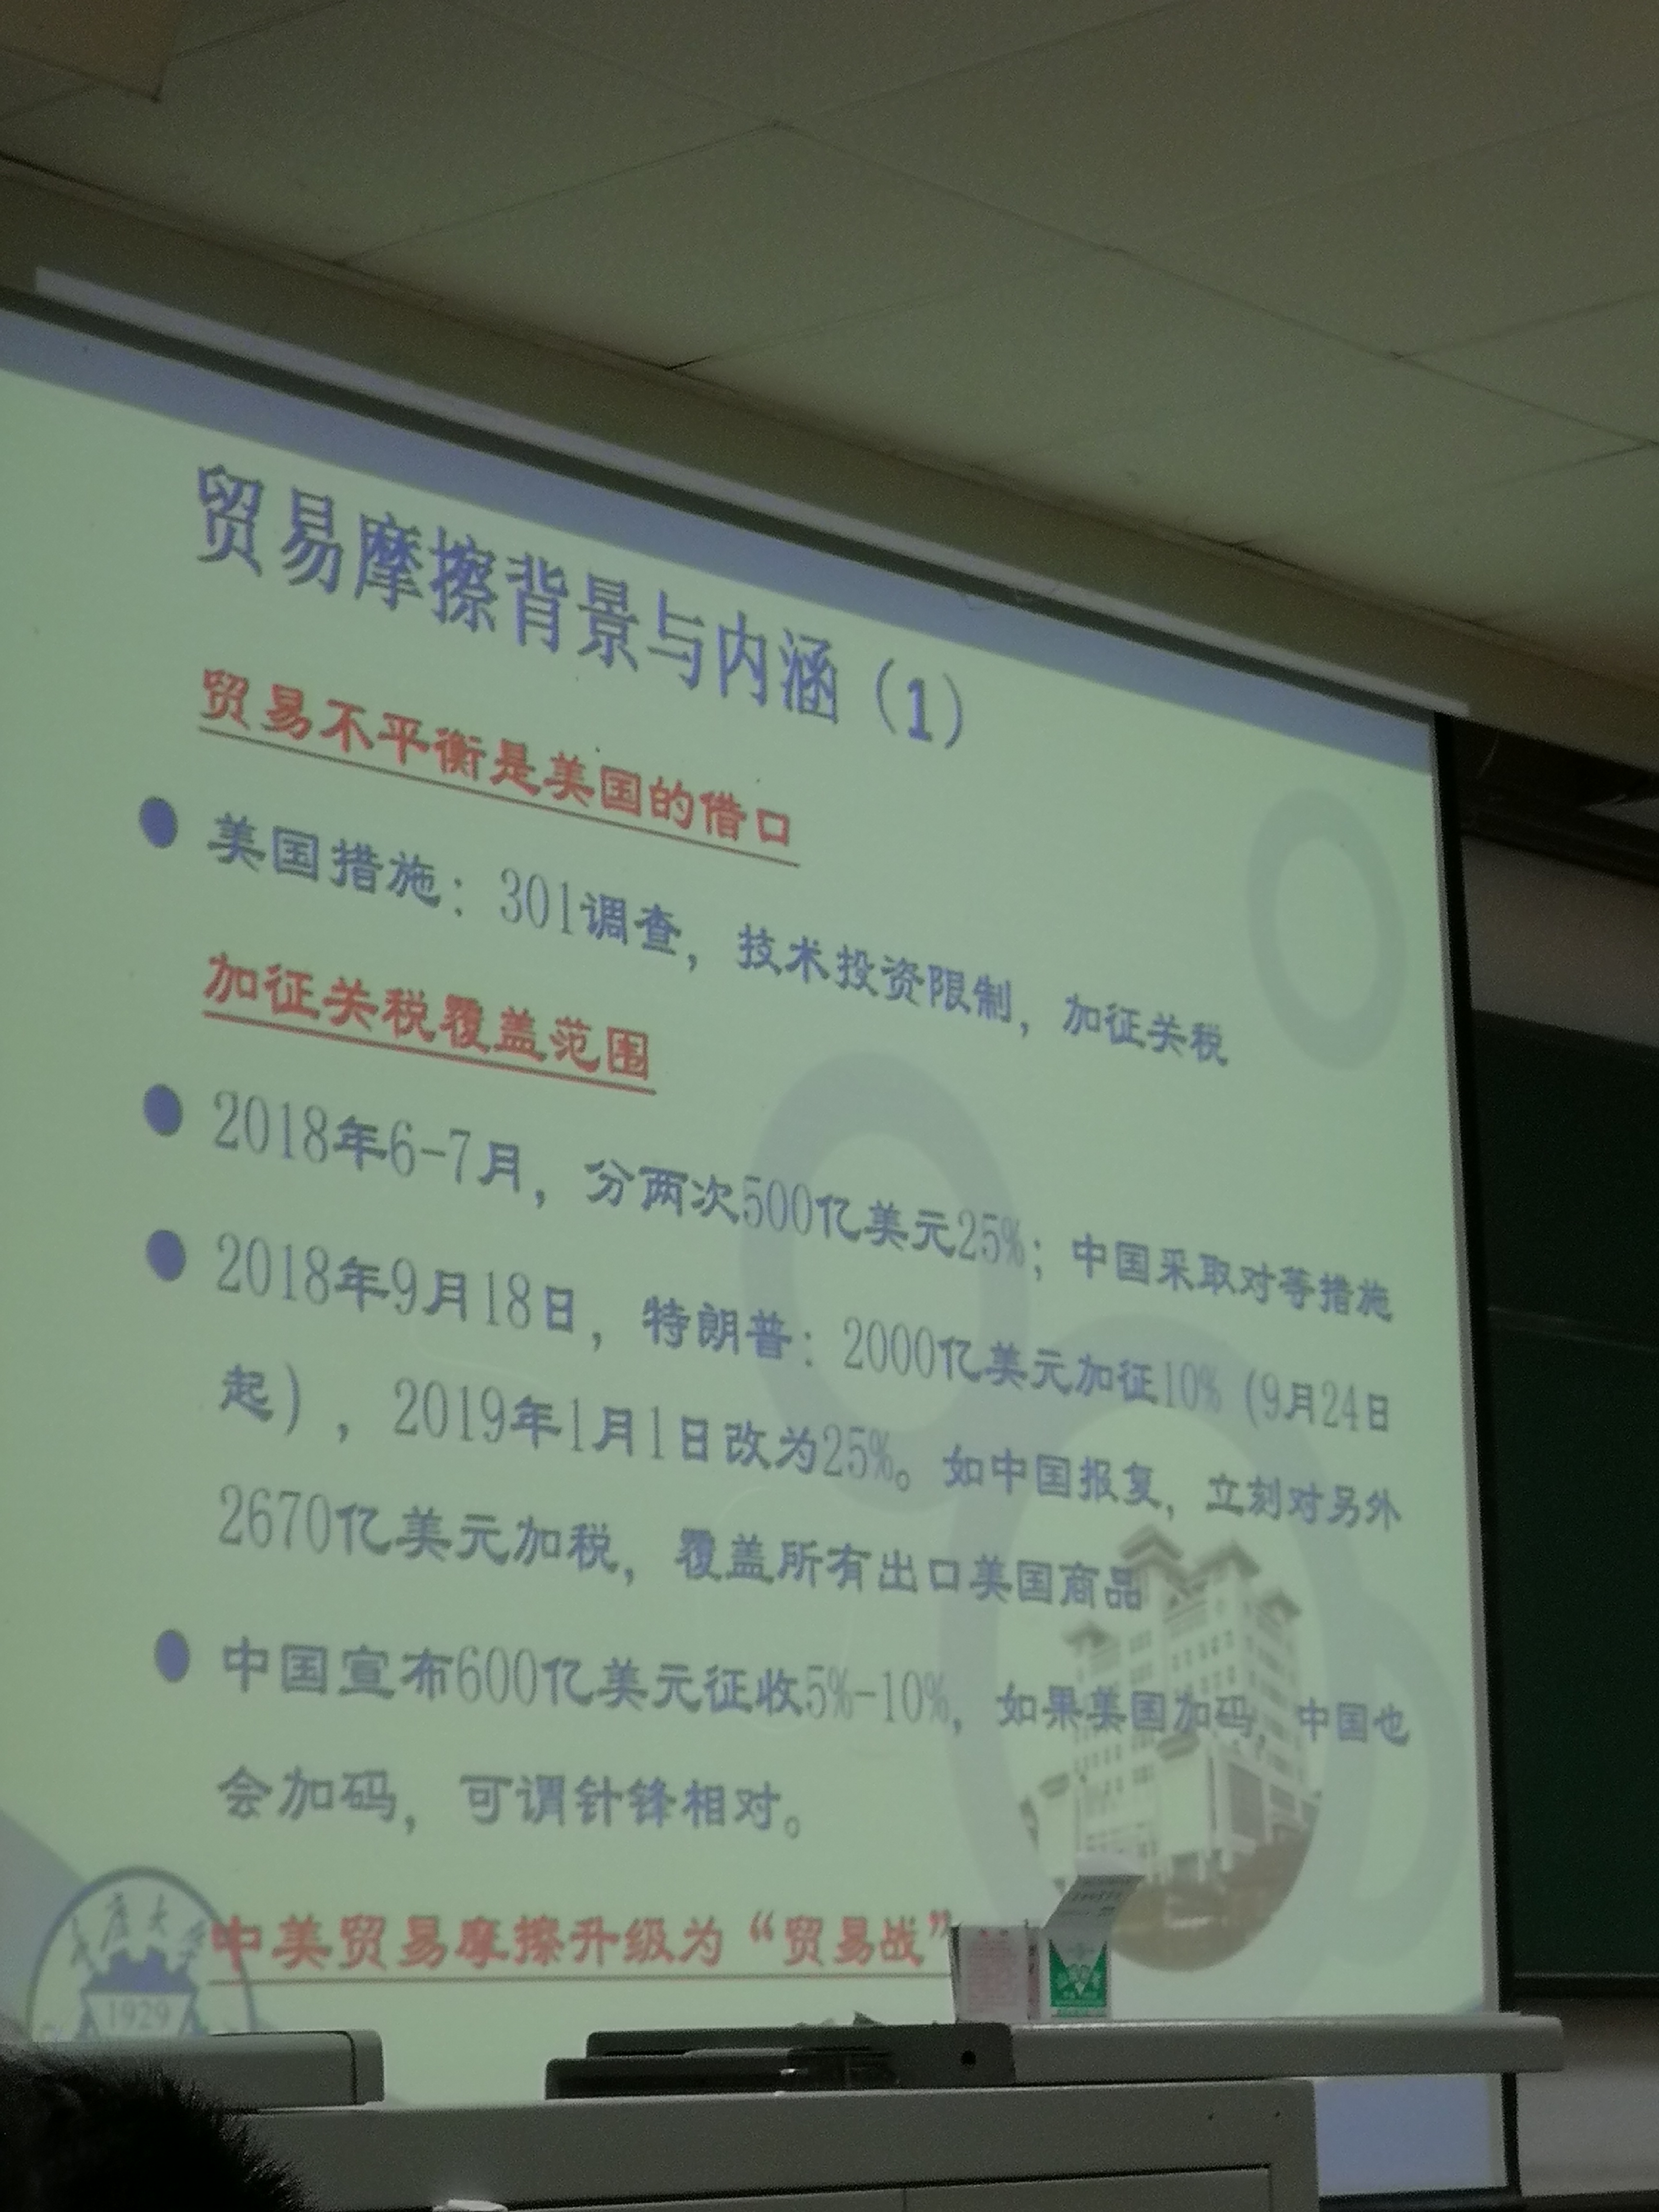 贸易摩擦背景与内涵（1）
贸易不平衡是美国的借口
美国措施：301调查，技术投资限制，加征关税
加征关税覆盖范围
2018年6-7月，分两次500亿美元25%；中国采取对等措施
2018年9月18日，特朗普：2000亿美元加征10%（9月24日
起），2019年1月1日改为25%。如中国报复，立刻对另外
2670亿美元加税，覆盖所有出口美国商品
中国宣布600亿美元征收5%-10%，如果美国加码，中国也
会加码，可谓针锋相对。
中美贸易摩擦升级为“贸易战”
1929